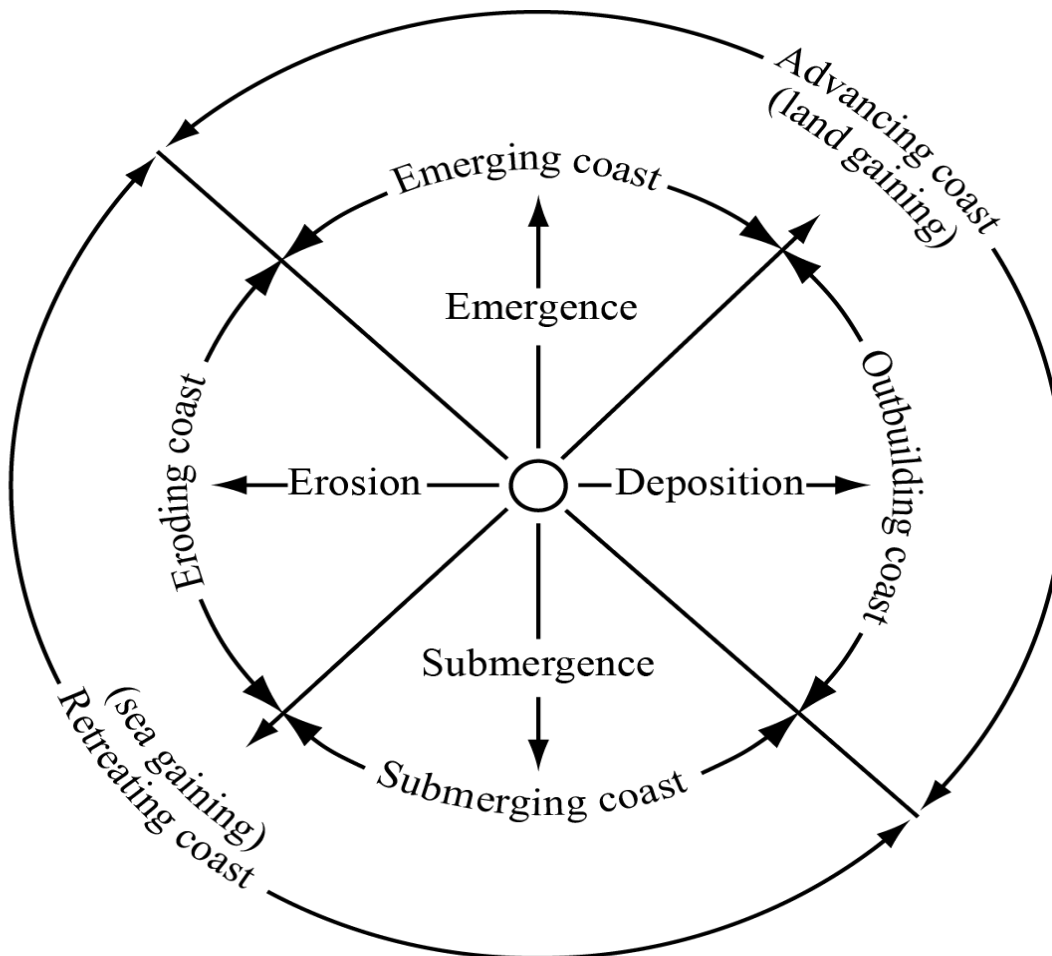 Advancing coast
(land gaining)
Emerging coast
Emergence
Outbuilding coast
Eroding coast
Erosion
Deposition
Submergence
Submerging coast
(sea gaining)
Retreating coast